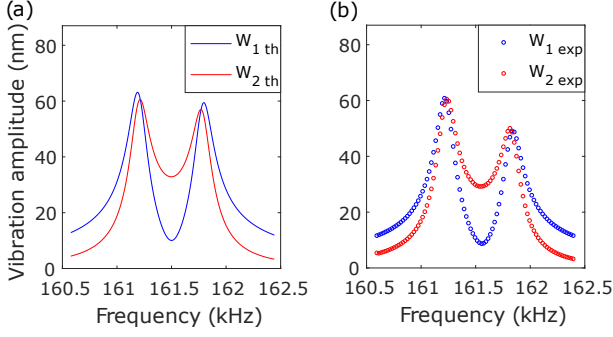 (a)
80
60
40
20
0
Vibration amplitude (nm)
W1 th
W2 th
160.5 161 161.5 162 162.5
Frequency (kHz)
(b)
80
60
40
20
0
W1 exp
W2 exp
160.5 161 161.5 162 162.5
Frequency (kHz)